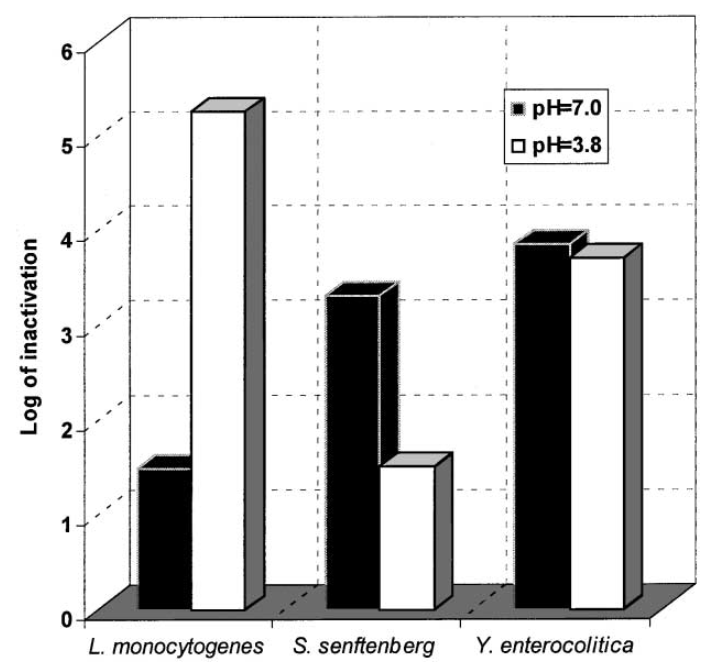 6
5
4
3
2
1
0
Log of inactivation
pH=7.0
pH=3.8
L. monocytogenes
S. senftenberg
Y. enterocolitica